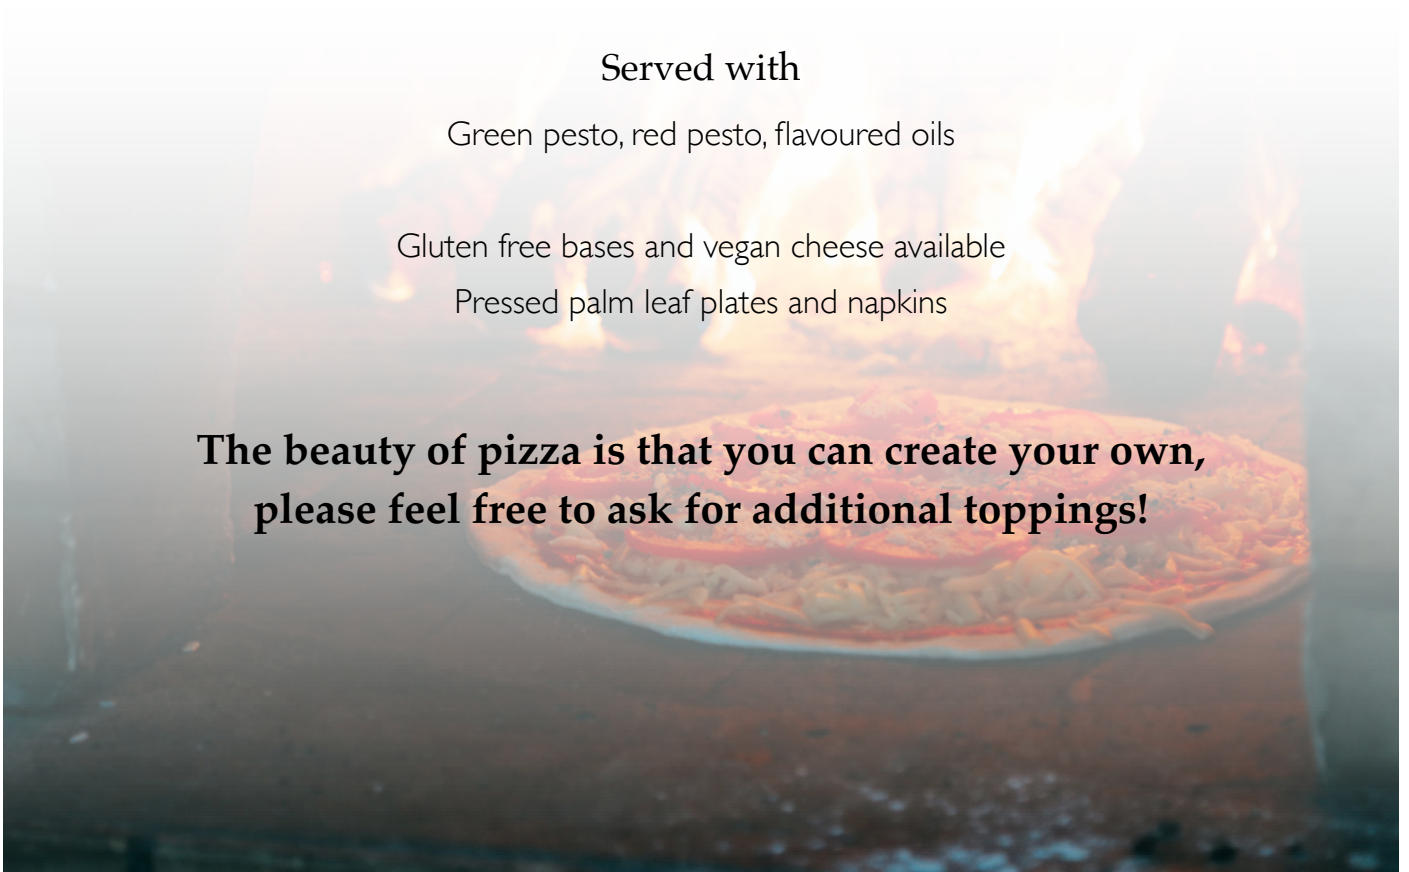 Served with
Green pesto, red pesto, flavoured oils
Gluten free bases and vegan cheese available
Pressed palm leaf plates and napkins
The beauty of pizza is that you can create your own,
please feel free to ask for additional toppings!